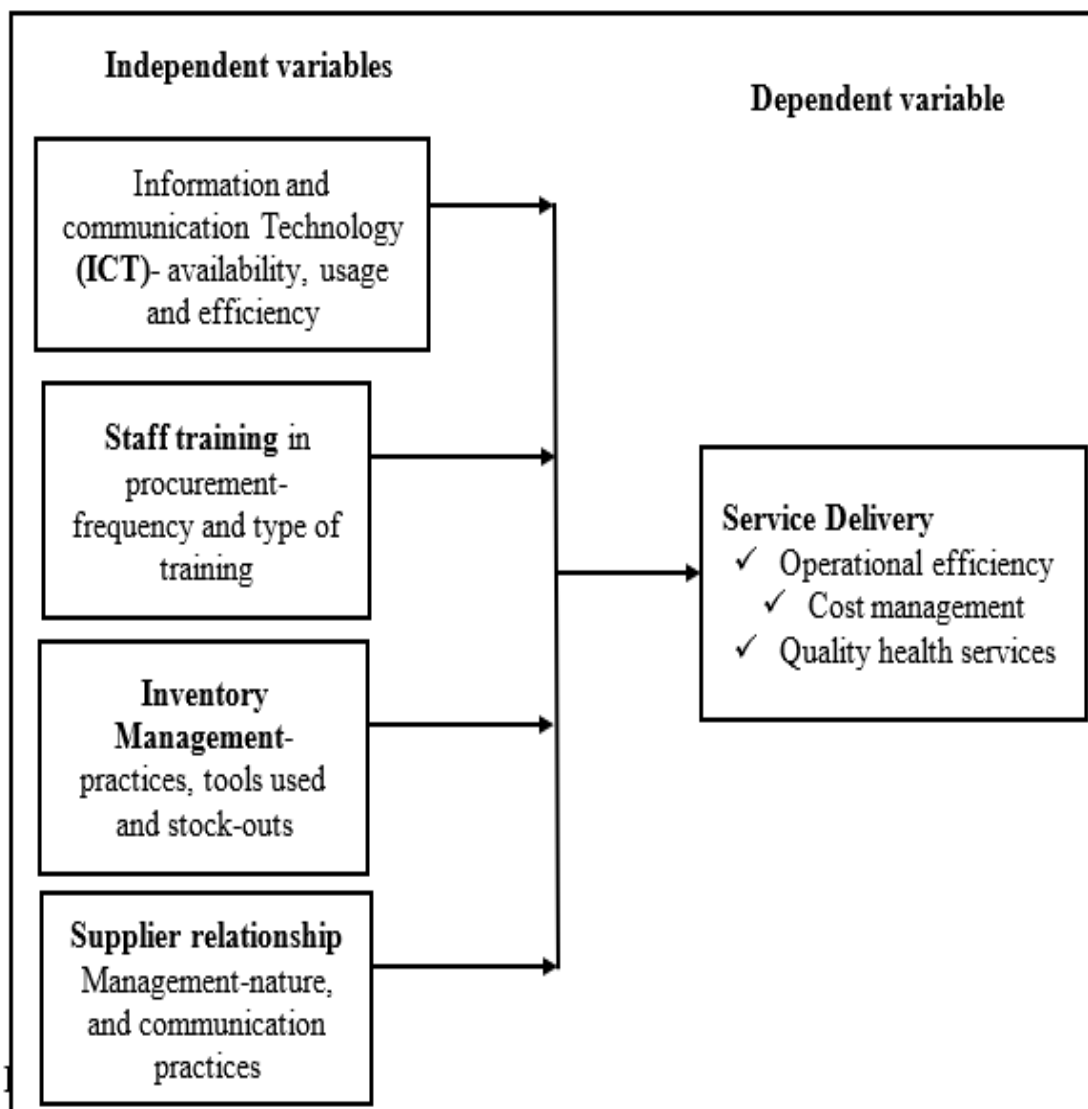 Independent variables
Dependent variable
Information and
communication Technology
(ICT)- availability, usage
and efficiency
Staff training in
procurement-
frequency and type of
training
Inventory
Management-
practices, tools used
and stock-outs
Supplier relationship
Management-nature,
and communication
practices
Service Delivery
✓ Operational efficiency
✓ Cost management
✓ Quality health services